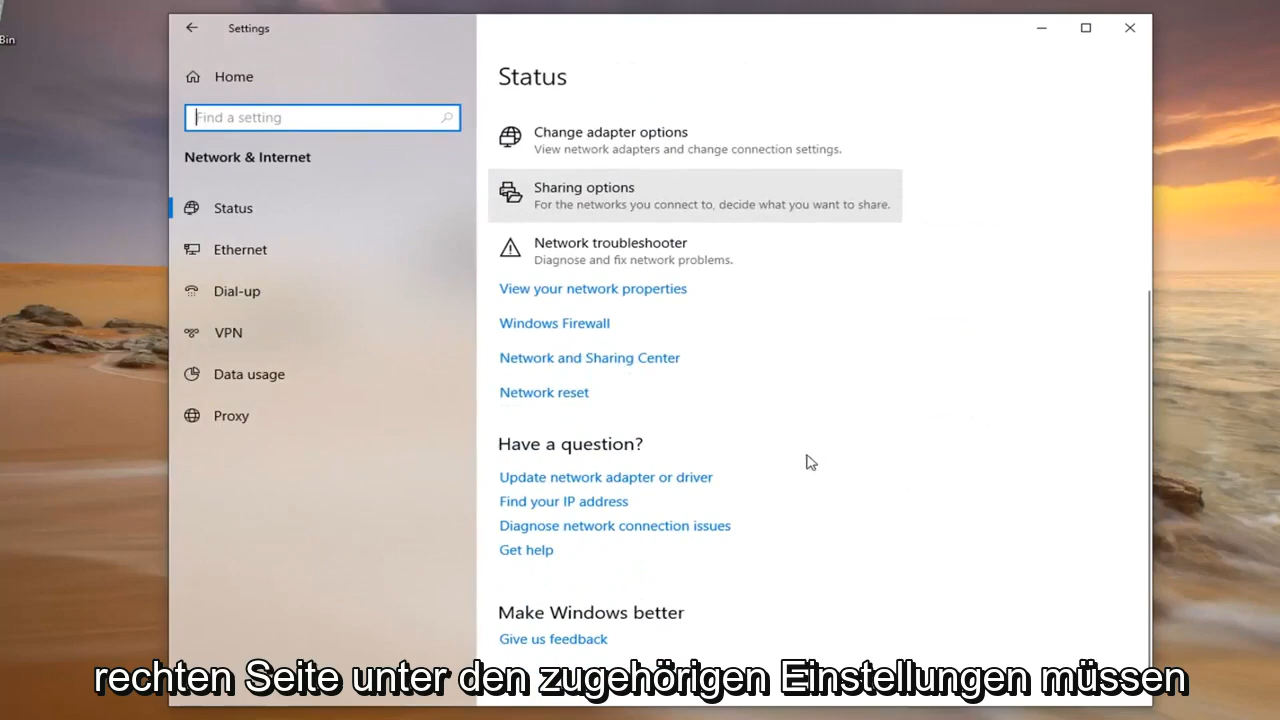 Bin
Settings
Home
Find a setting
Network & Internet
Status
Ethernet
Dial-up
VPN
Data usage
Proxy
Status
Change adapter options
View network adapters and change connection settings.
Sharing options
For the networks you connect to, decide what you want to share.
Network troubleshooter
Diagnose and fix network problems.
View your network properties
Windows Firewall
Network and Sharing Center
Network reset
Have a question?
Update network adapter or driver
Find your IP address
Diagnose network connection issues
Get help
Make Windows better
Give us feedback
rechten Seite unter den zugehörigen Einstellungen müssen